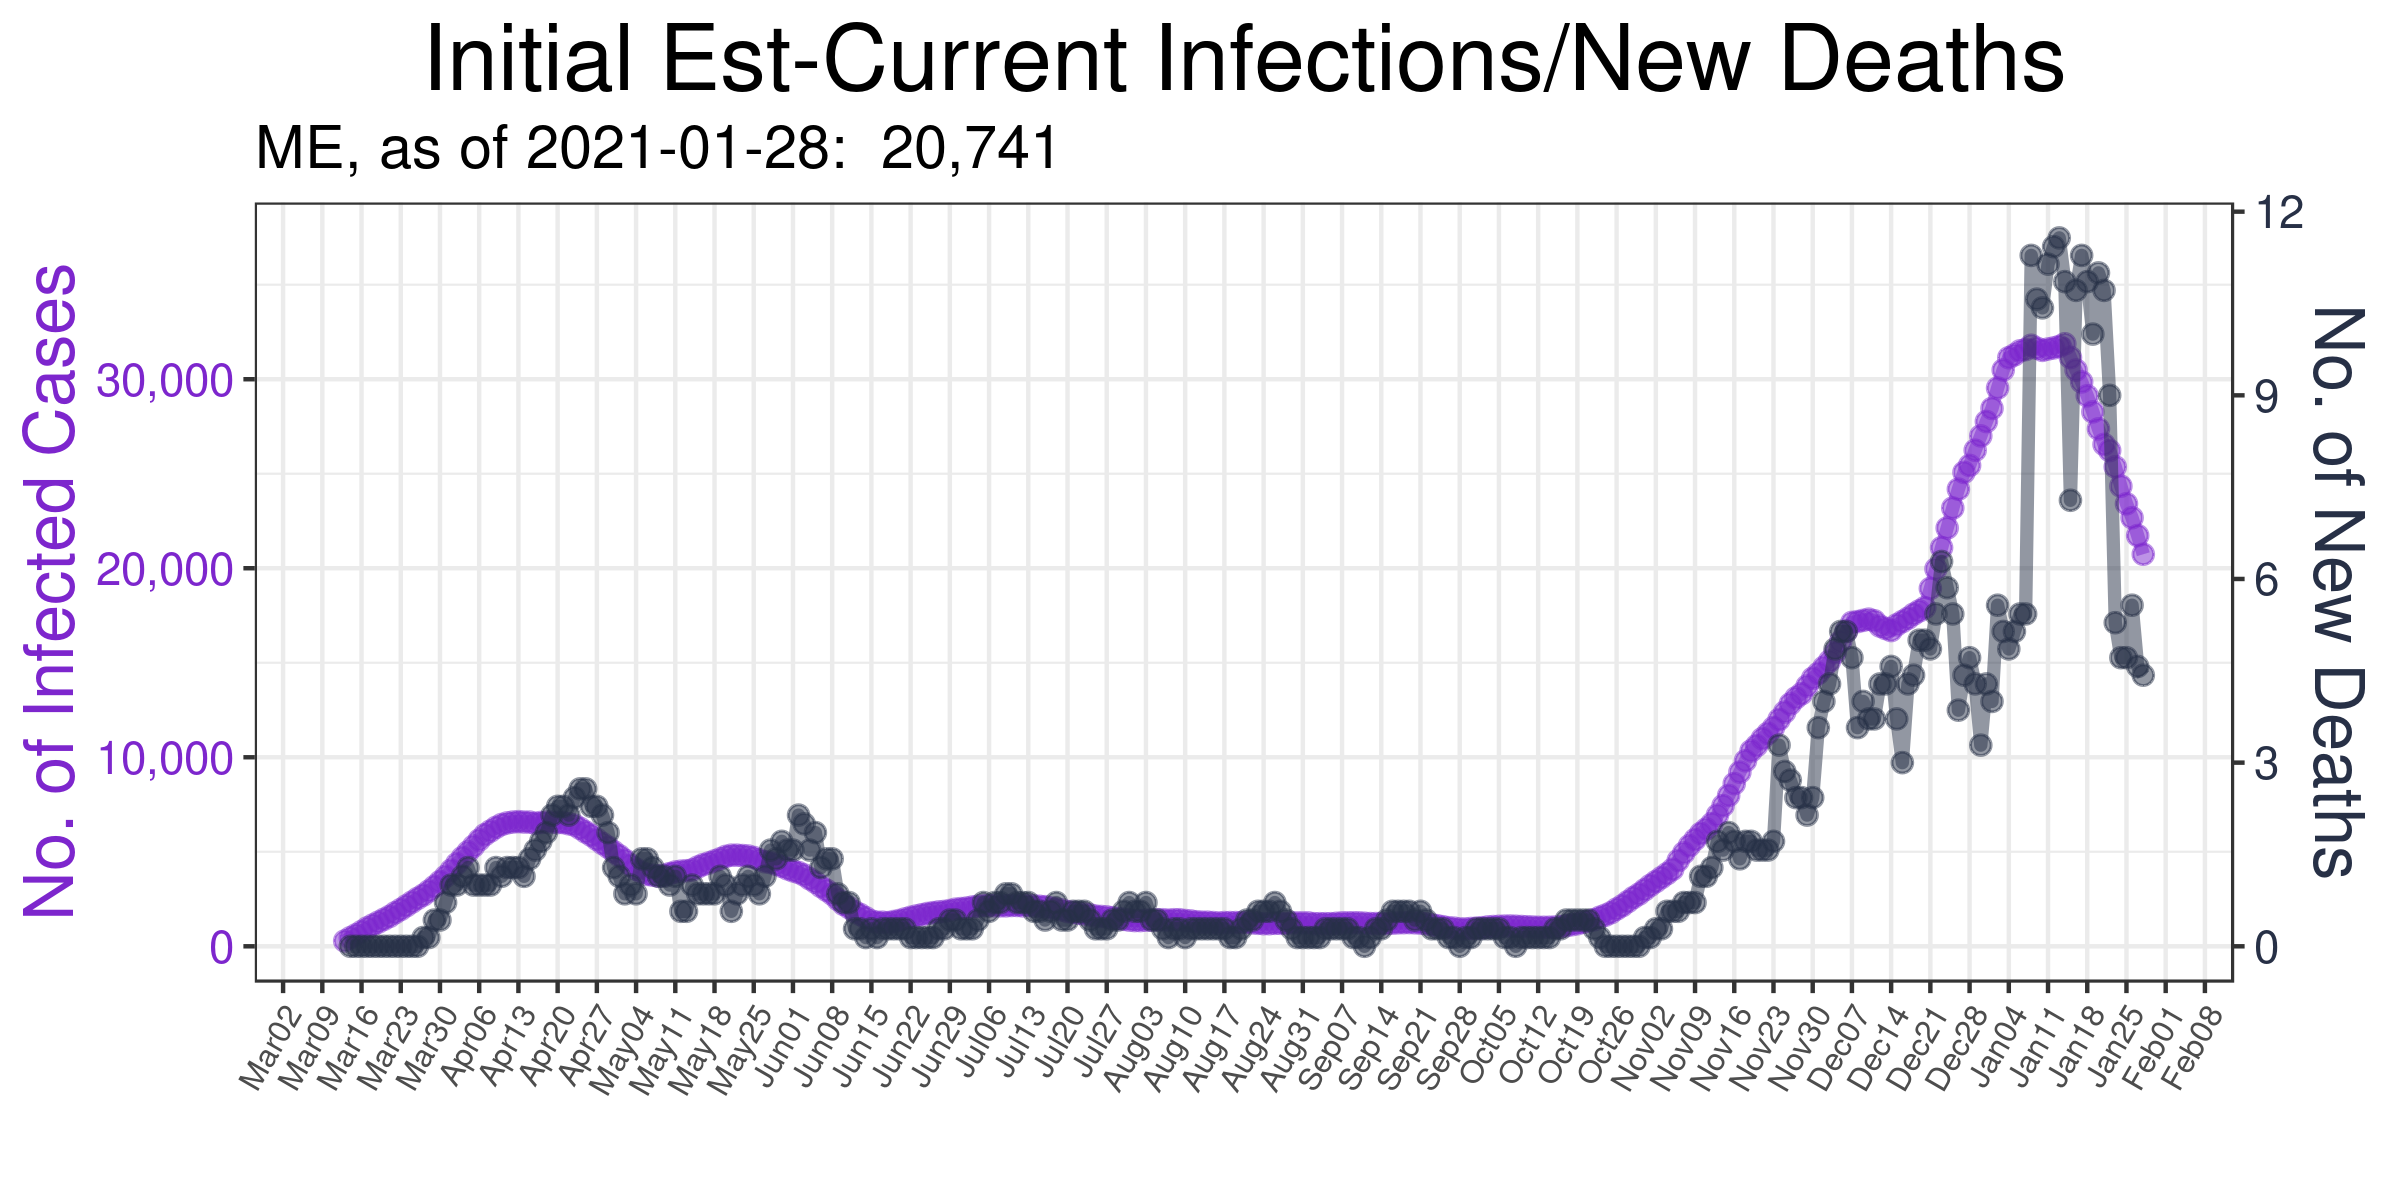 Initial Est-Current Infections/New Deaths
ME, as of 2021-01-28:  20,741
No. of Infected Cases
30,000
20,000
10,000
0
12
9
6
3
0
No. of New Deaths
Mar02
Mar09
Mar16
Mar23
Mar30
Apr06
Apr13
Apr20
Apr27
May04
May11
May18
May25
Jun01
Jun08
Jun15
Jun22
Jun29
Jul06
Jul13
Jul20
Jul27
Aug03
Aug10
Aug17
Aug24
Aug31
Sep07
Sep14
Sep21
Sep28
Oct05
Oct12
Oct19
Oct26
Nov02
Nov09
Nov16
Nov23
Nov30
Dec07
Dec14
Dec21
Dec28
Jan04
Jan11
Jan18
Jan25
Feb01
Feb08